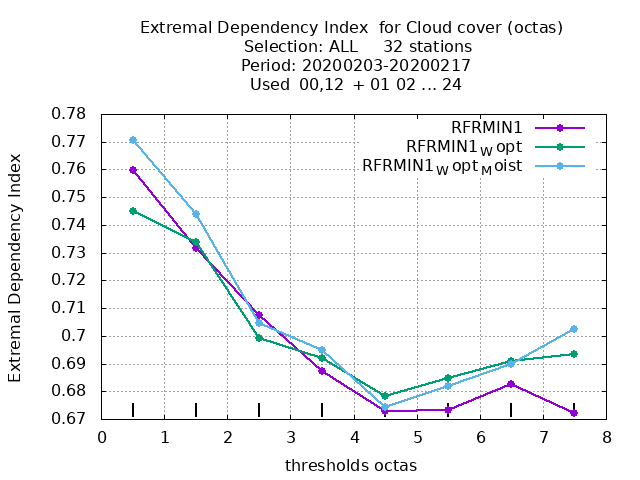 Extremal Dependency Index  for Cloud cover (octas)
Selection: ALL     32 stations
Period: 20200203-20200217
Used  00,12  + 01 02 ... 24
RFRMIN1
RFRMIN1_W opt
RFRMIN1_W opt_M oist
0.78
0.77
0.76
0.75
0.74
0.73
0.72
0.71
0.7
0.69
0.68
0.67
Extremal Dependency Index
0 1 2 3 4 5 6 7 8
thresholds octas